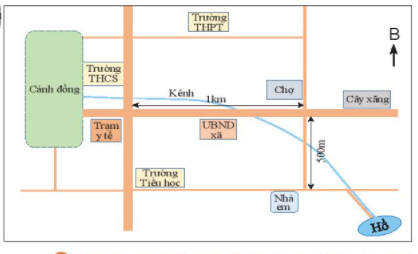 Trường
THPT
B
Trường
THCS
Cánh đồng
Kênh
1km
Chợ
Cây xăng
Trạm
y tế
UBND
xã
500m
Trường
Tiểu học
Nhà
em
Hồ